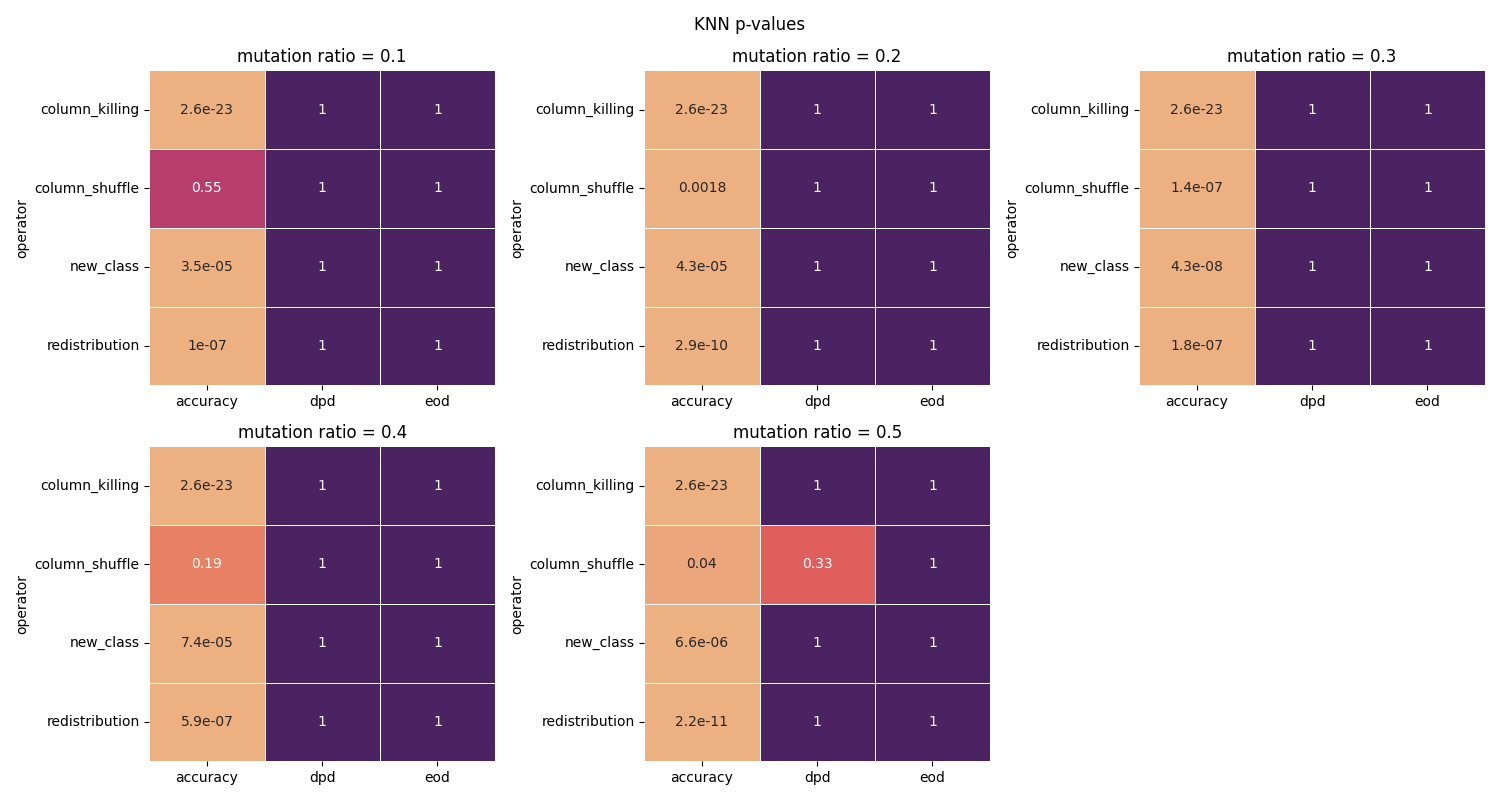 KNN p-values
mutation ratio = 0.1
operator
column_killing 2.6e-23 1 1
column_shuffle 0.55 1 1
new_class 3.5e-05 1 1
redistribution 1e-07 1 1
accuracy dpd eod
mutation ratio = 0.2
operator
column_killing 2.6e-23 1 1
column_shuffle 0.0018 1 1
new_class 4.3e-05 1 1
redistribution 2.9e-10 1 1
accuracy dpd eod
mutation ratio = 0.3
operator
column_killing 2.6e-23 1 1
column_shuffle 1.4e-07 1 1
new_class 4.3e-08 1 1
redistribution 1.8e-07 1 1
accuracy dpd eod
mutation ratio = 0.4
operator
column_killing 2.6e-23 1 1
column_shuffle 0.19 1 1
new_class 7.4e-05 1 1
redistribution 5.9e-07 1 1
accuracy dpd eod
mutation ratio = 0.5
operator
column_killing 2.6e-23 1 1
column_shuffle 0.04 0.33 1
new_class 6.6e-06 1 1
redistribution 2.2e-11 1 1
accuracy dpd eod